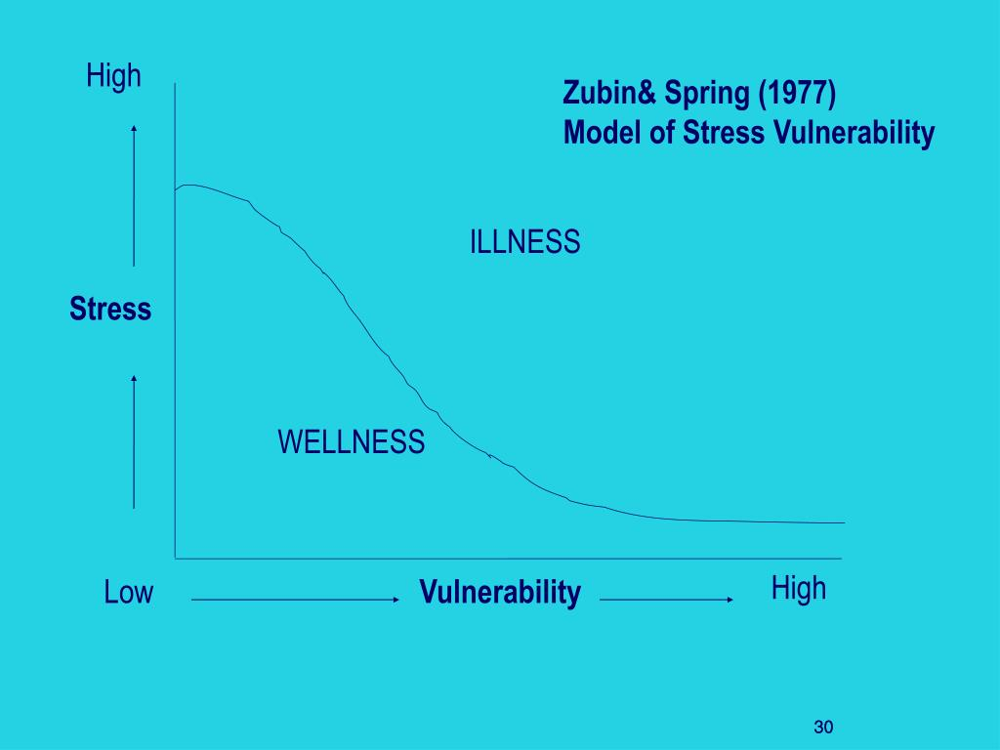 High
Zubin& Spring (1977)
Model of Stress Vulnerability
ILLNESS
Stress
WELLNESS
Low
Vulnerability
High
30